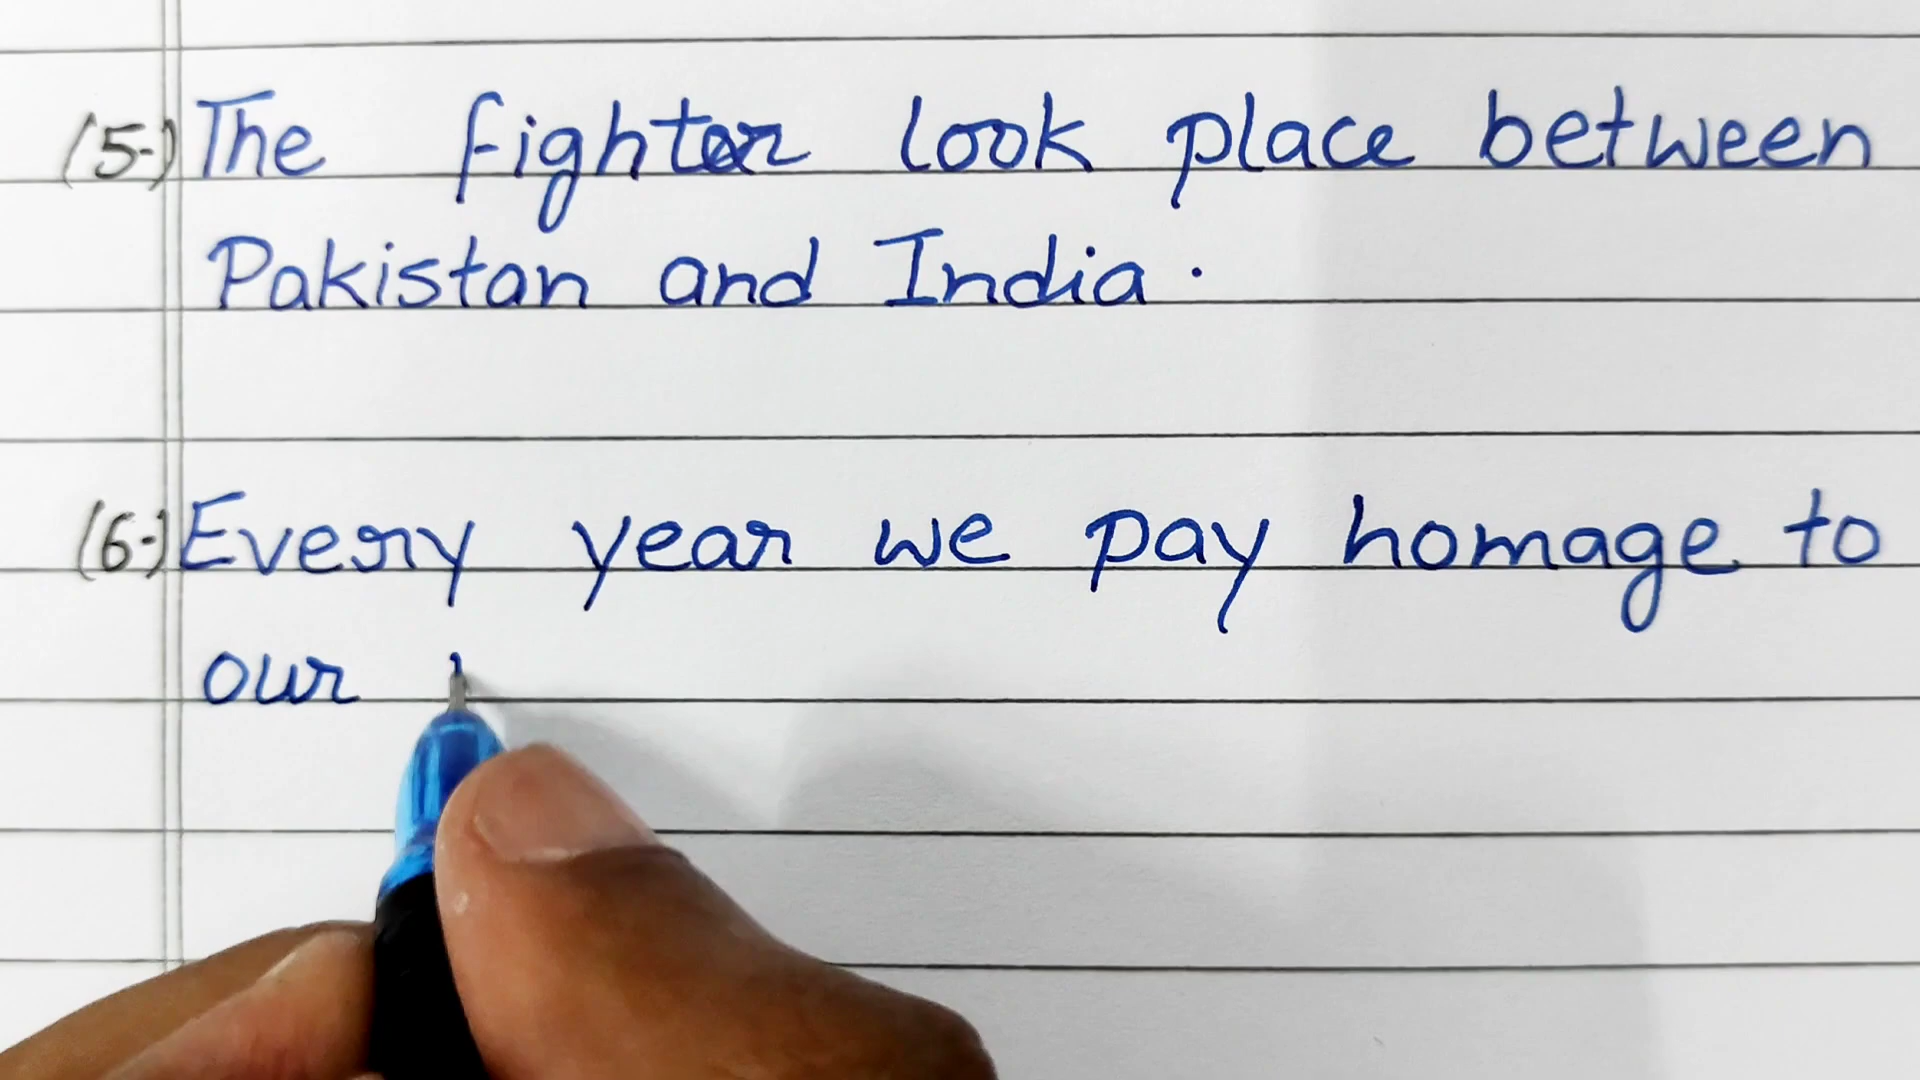 (5.) The fighter look place between
Pakistan and India.
(6.) Every year we pay homage to
our